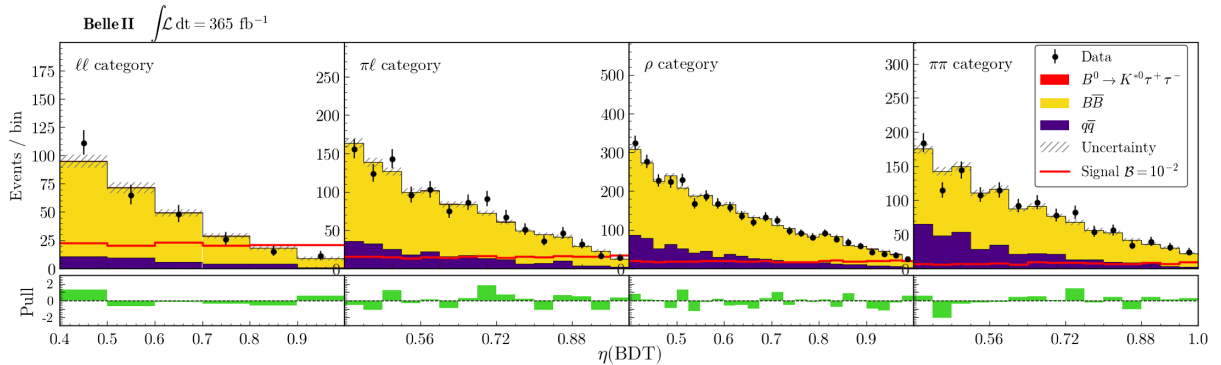 Belle II ∫ℒ dt = 365 fb⁻¹
ℓℓ category
πℓ category
ρ category
ππ category
Data
B⁰ → K*⁰τ⁺τ⁻
BB̅
qq̅
Uncertainty
Signal ℬ = 10⁻²
Events / bin
175
150
125
100
75
50
25
0
250
200
150
100
50
0
500
400
300
200
100
0
300
250
200
150
100
50
0
Pull
2
0
-2
0.4 0.5 0.6 0.7 0.8 0.9 0.56 0.72 0.88 0.5 0.6 0.7 0.8 0.9 0.56 0.72 0.88 1.0
η(BDT)